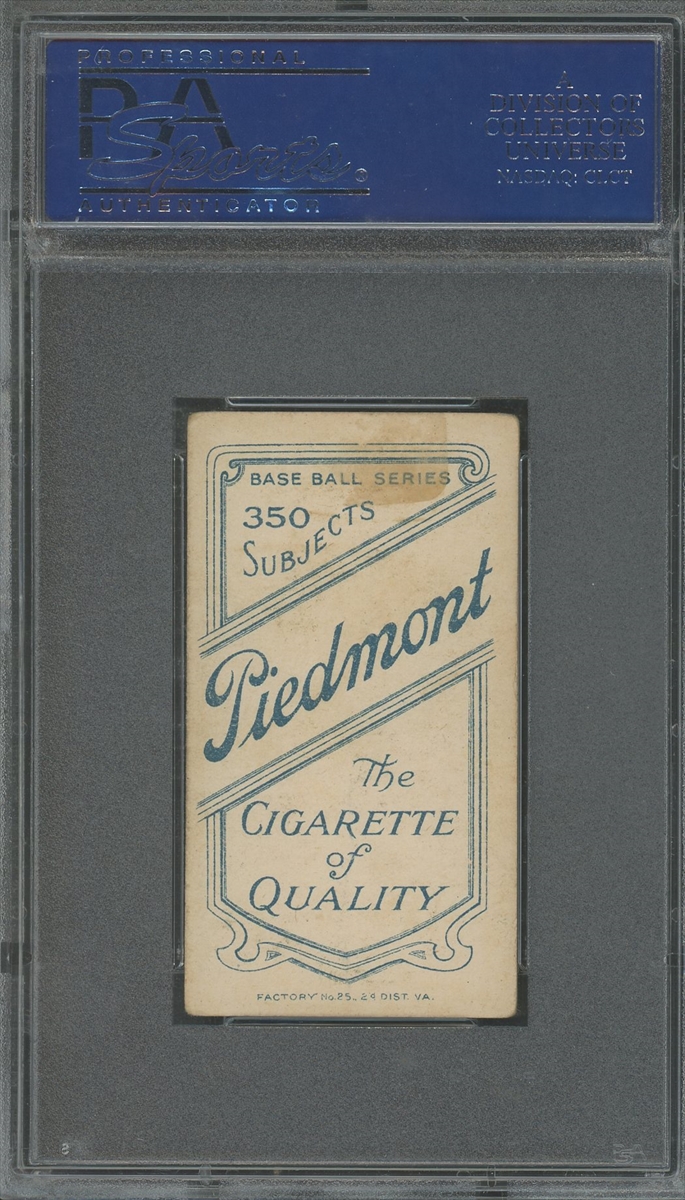 PROFESSIONAL
PSA
Sports®
AUTHENTICATOR
A
DIVISION OF
COLLECTORS
UNIVERSE
NASDAQ: CLCT
BASE BALL SERIES
350
SUBJECTS
Piedmont
The
CIGARETTE
of
QUALITY
FACTORY No. 25_ 2d DIST. VA.